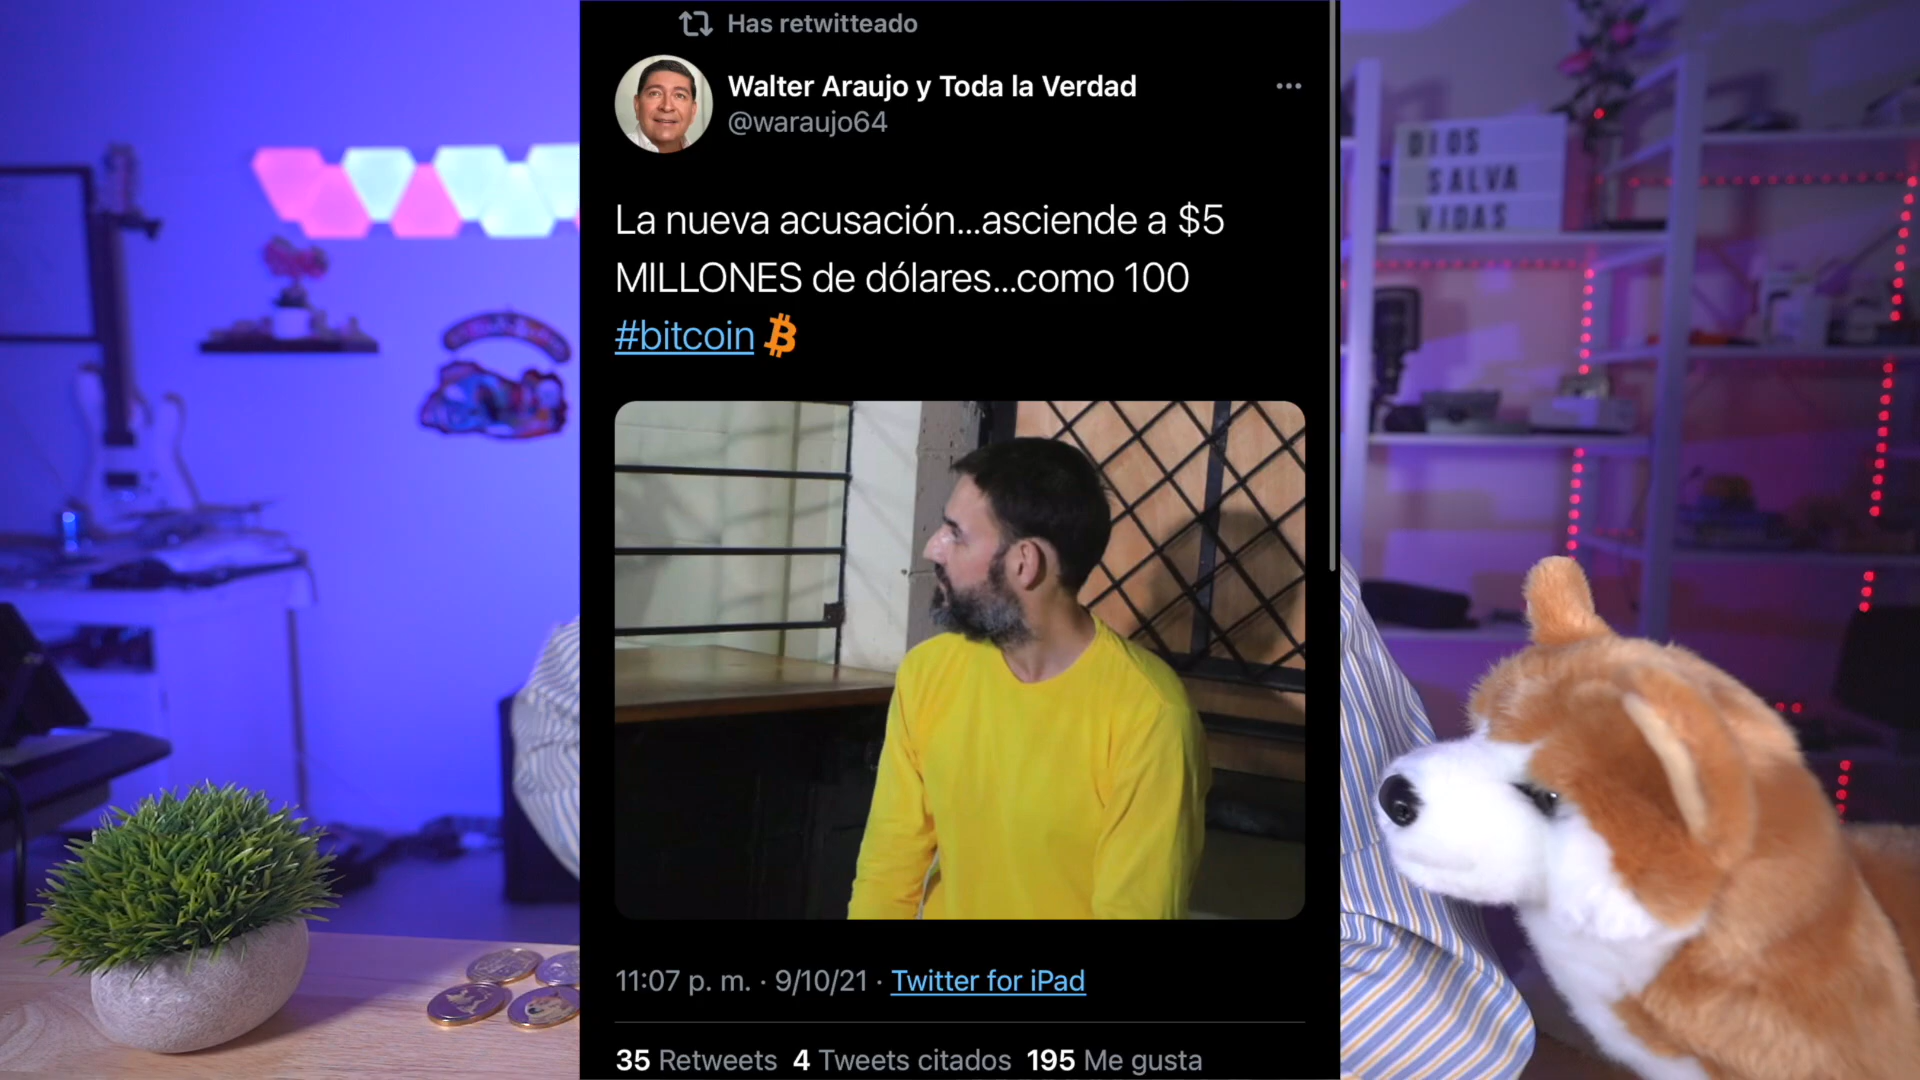 Has retwitteado
Walter Araujo y Toda la Verdad
@waraujo64
La nueva acusación...asciende a $5
MILLONES de dólares...como 100
#bitcoin
11:07 p. m. · 9/10/21 · Twitter for iPad
35 Retweets 4 Tweets citados 195 Me gusta
DIOS
SALVA
VIDAS